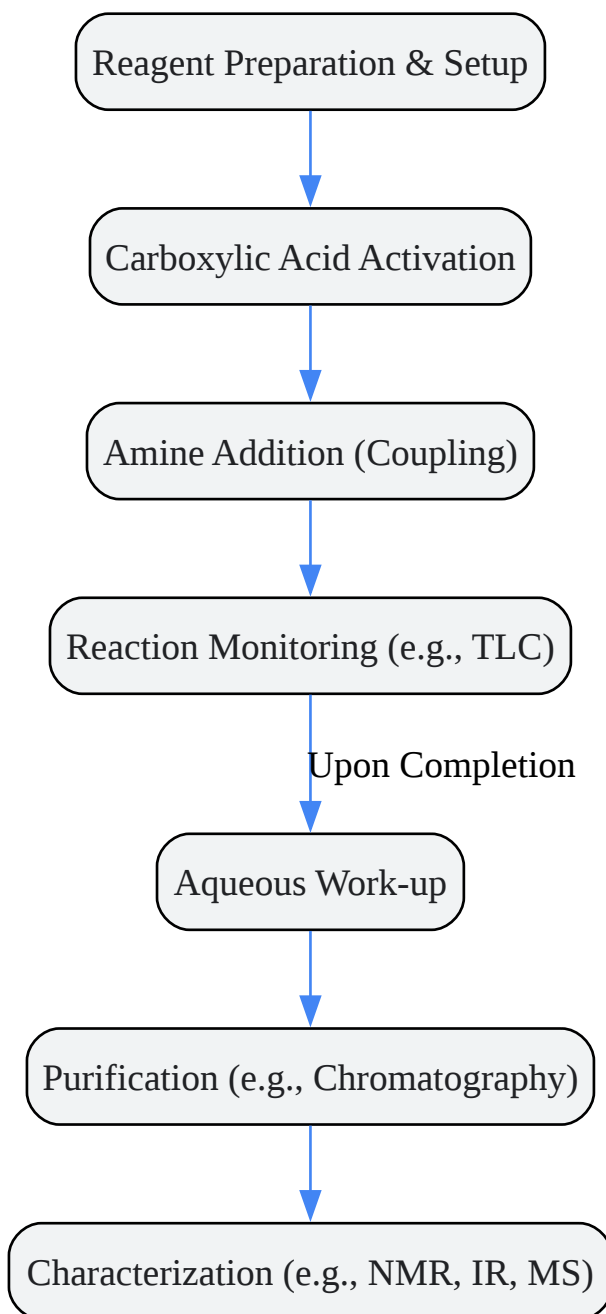 Reagent Preparation & Setup
Carboxylic Acid Activation
Amine Addition (Coupling)
Reaction Monitoring (e.g., TLC)
Upon Completion
Aqueous Work-up
Purification (e.g., Chromatography)
Characterization (e.g., NMR, IR, MS)